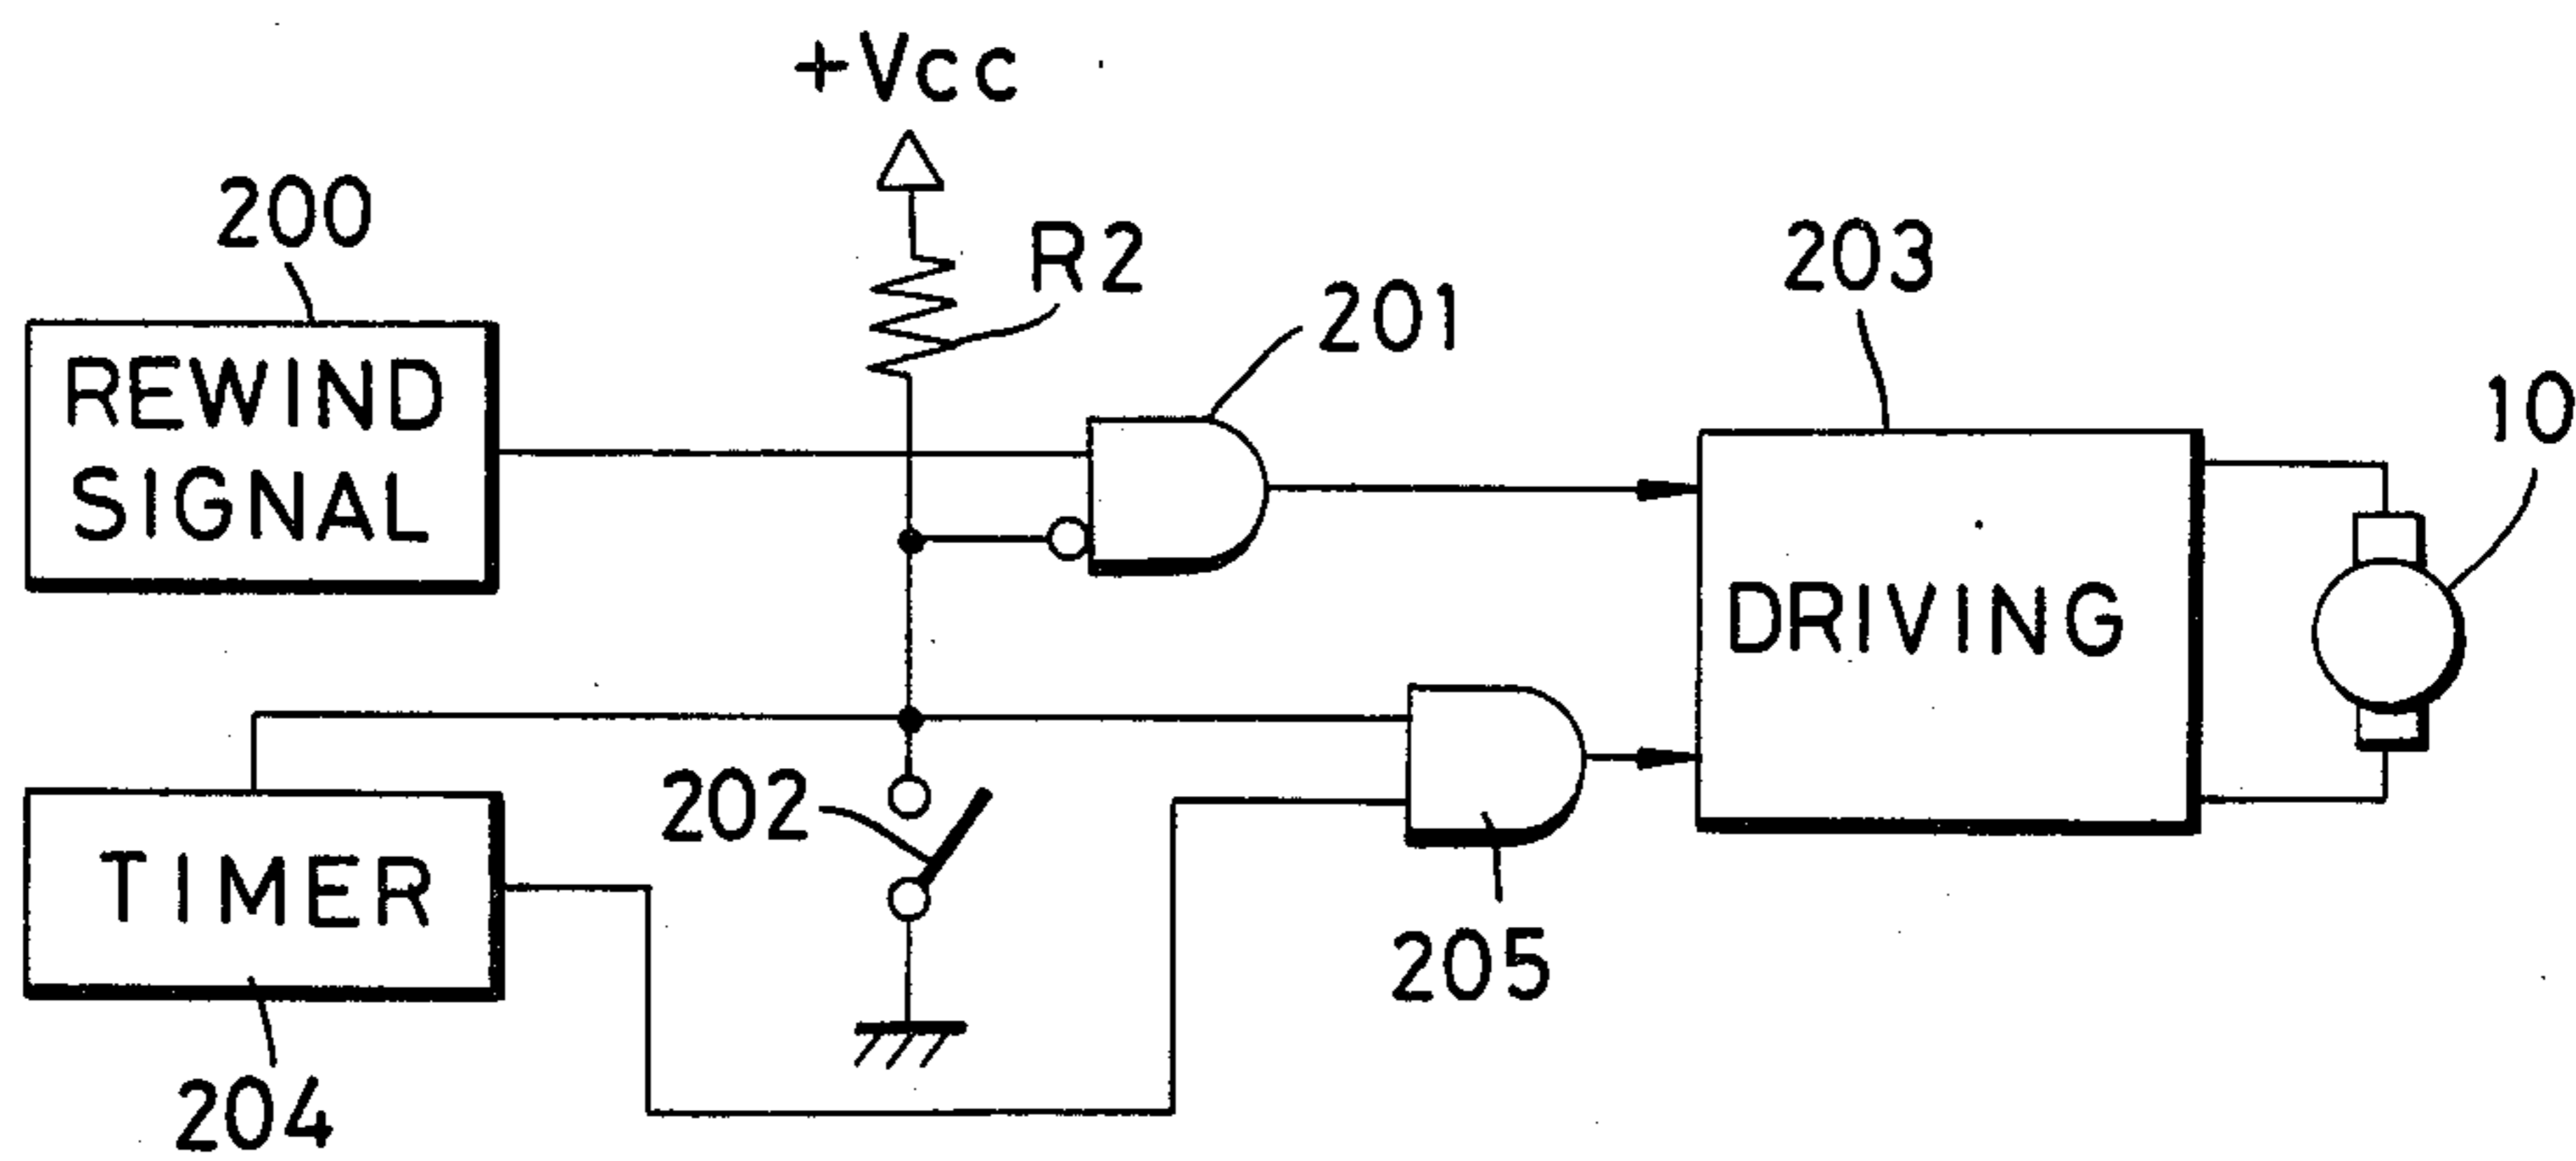 +Vcc
200
R2
201
203
10
REWIND
SIGNAL
DRIVING
202
TIMER
205
204